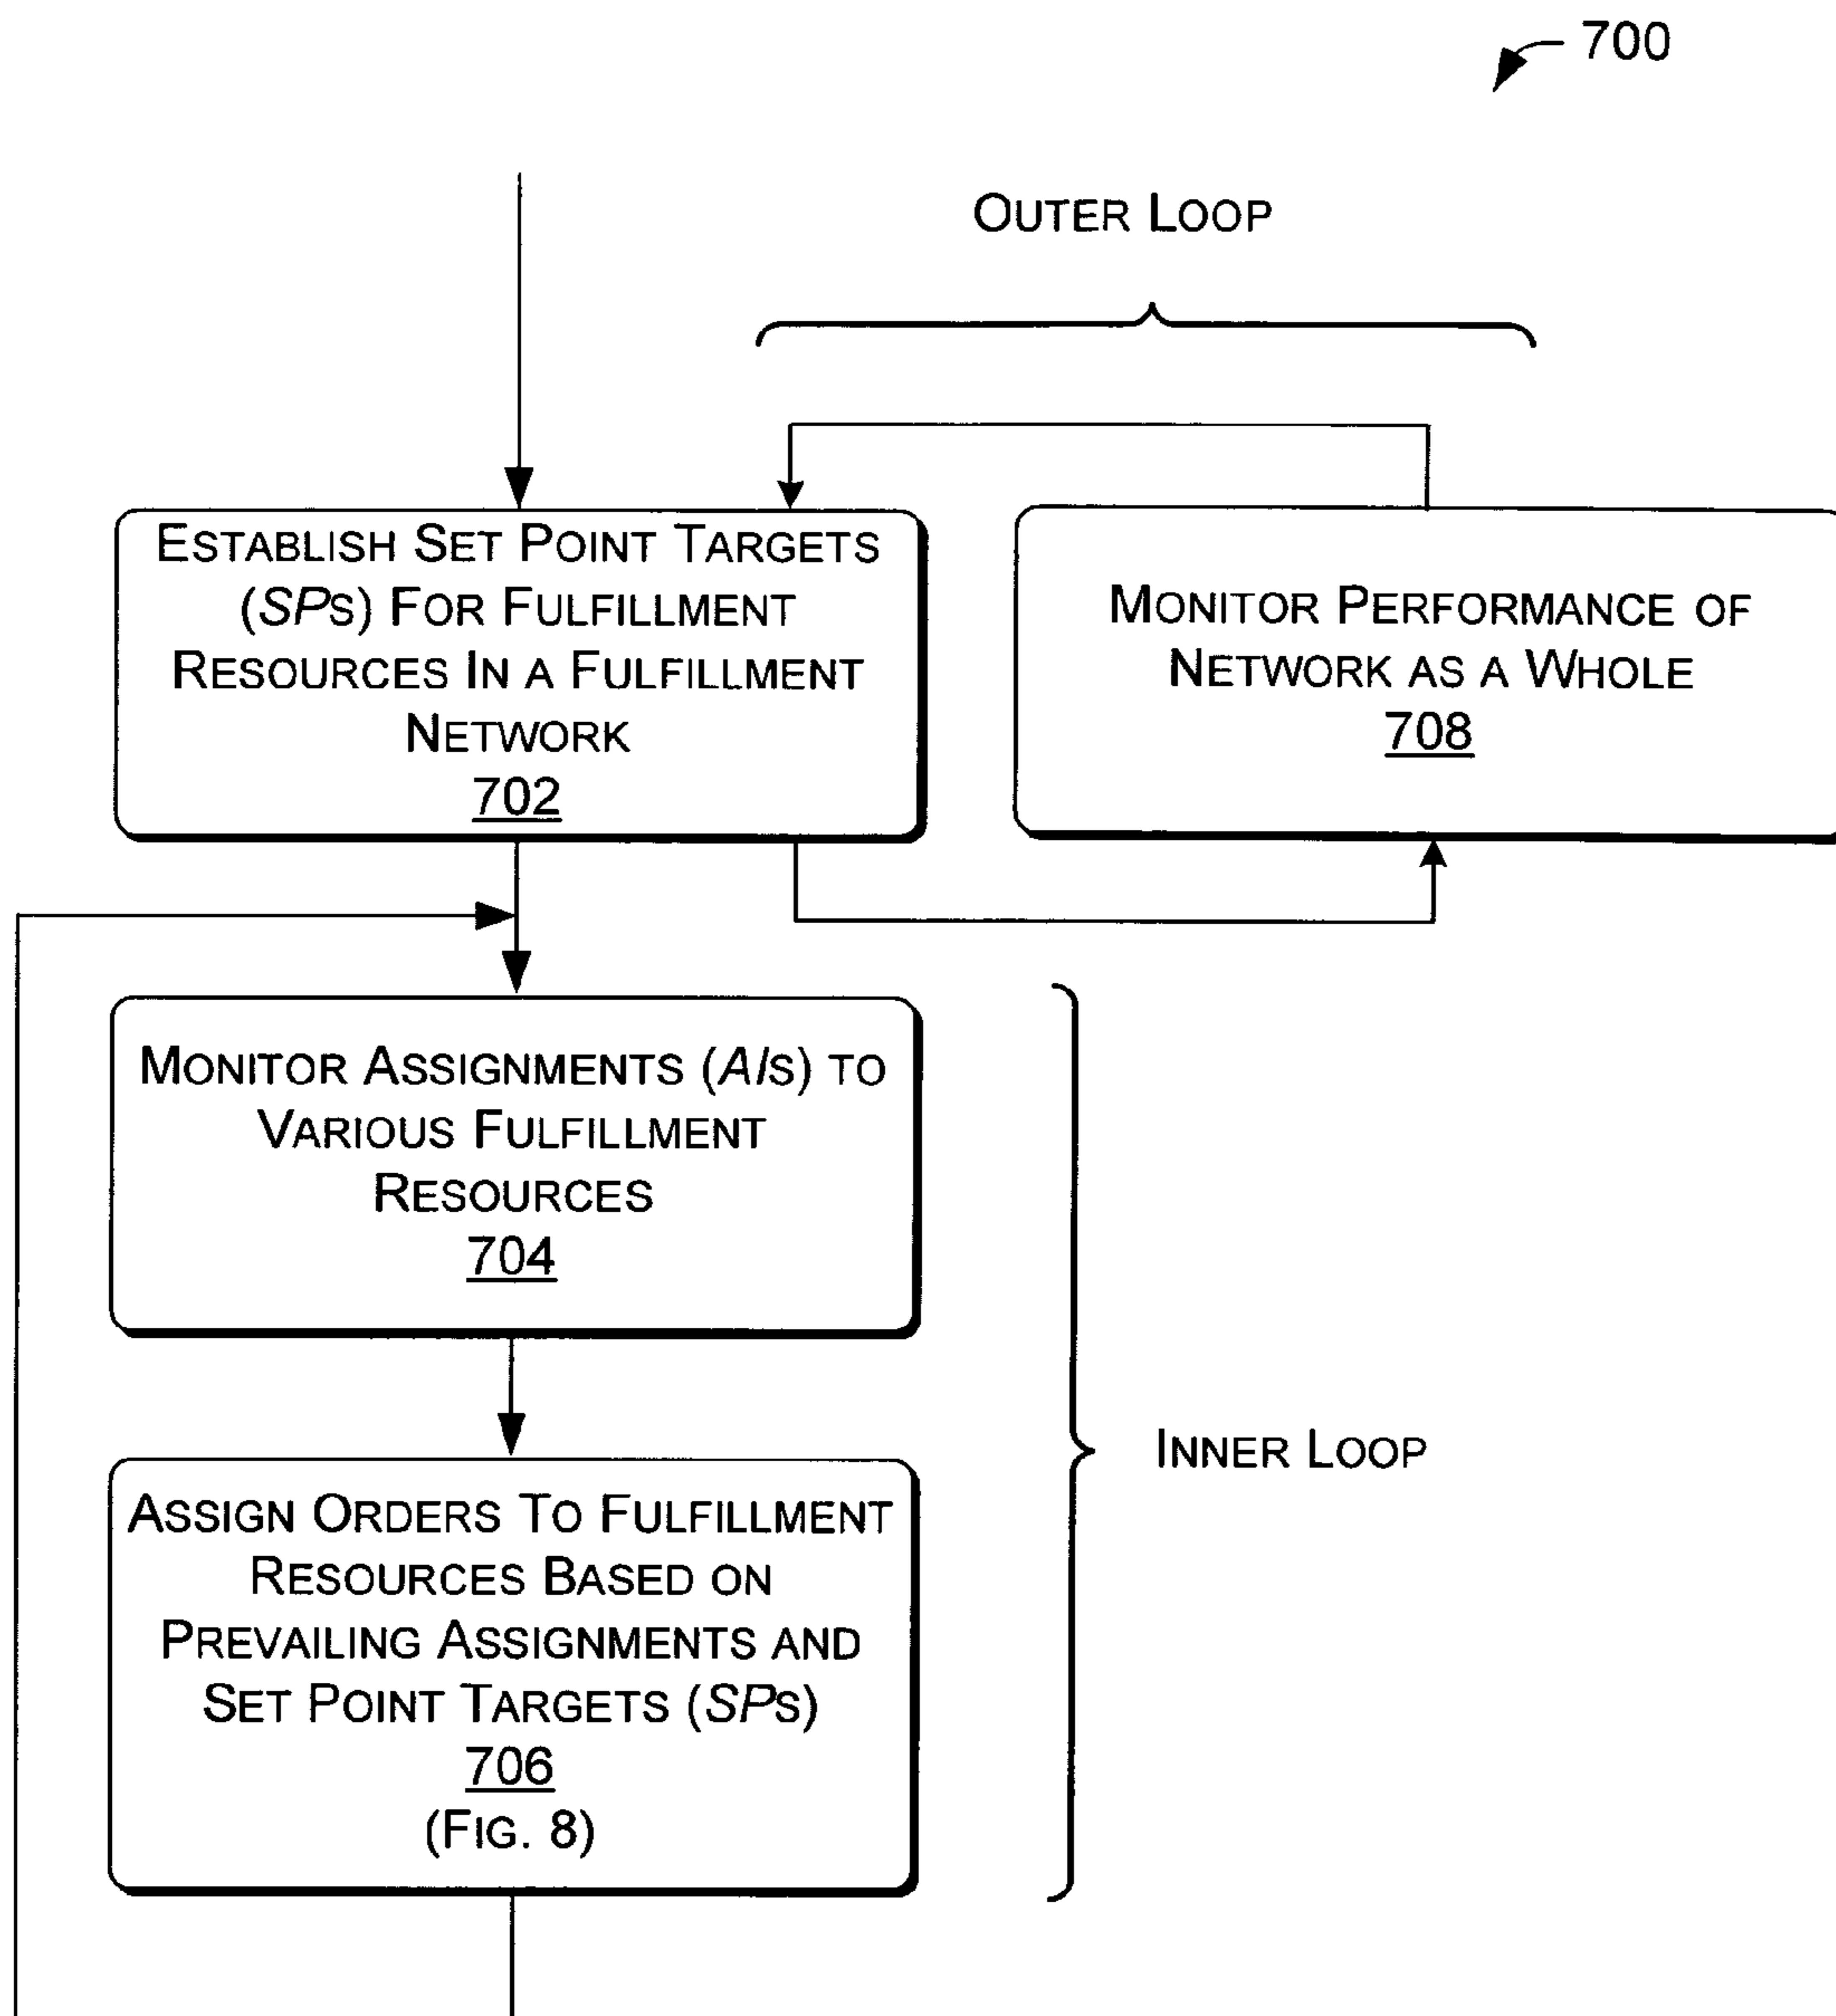 700
OUTER LOOP
ESTABLISH SET POINT TARGETS
(SPS) FOR FULFILLMENT
RESOURCES IN A FULFILLMENT
NETWORK
702
MONITOR PERFORMANCE OF
NETWORK AS A WHOLE
708
MONITOR ASSIGNMENTS (AIS) TO
VARIOUS FULFILLMENT
RESOURCES
704
INNER LOOP
ASSIGN ORDERS TO FULFILLMENT
RESOURCES BASED ON
PREVAILING ASSIGNMENTS AND
SET POINT TARGETS (SPS)
706
(FIG. 8)